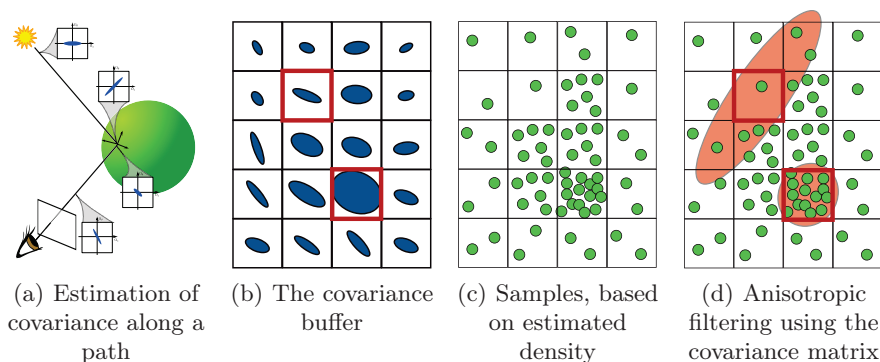 (a) Estimation of
covariance along a
path
(b) The covariance
buffer
(c) Samples, based
on estimated
density
(d) Anisotropic
filtering using the
covariance matrix